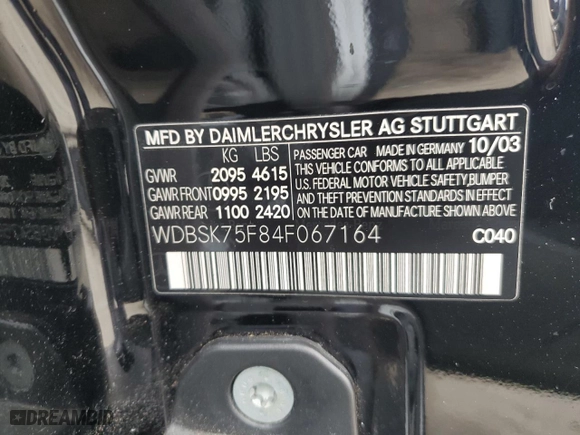 MFD BY DAIMLERCHRYSLER AG STUTTGART
KG LBS
GVWR 2095 4615
GAWR FRONT 0995 2195
GAWR REAR 1100 2420
PASSENGER CAR MADE IN GERMANY 10/03
THIS VEHICLE CONFORMS TO ALL APPLICABLE
U.S. FEDERAL MOTOR VEHICLE SAFETY,BUMPER
AND THEFT PREVENTION STANDARDS IN EFFECT
ON THE DATE OF MANUFACTURE SHOWN ABOVE.
WDBSK75F84F067164 C040
DREAMBID